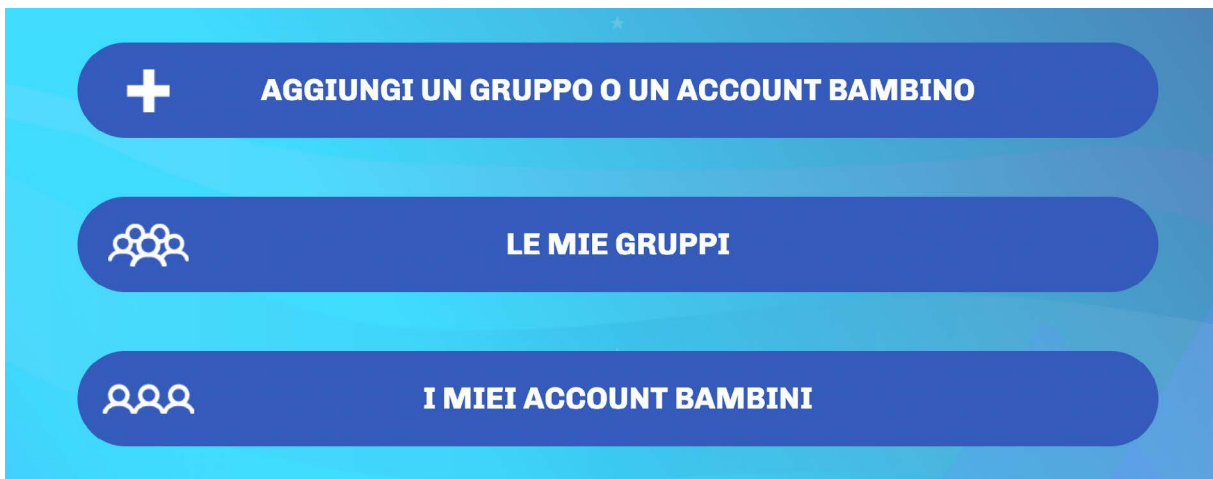 AGGIUNGI UN GRUPPO O UN ACCOUNT BAMBINO
LE MIE GRUPPI
I MIEI ACCOUNT BAMBINI